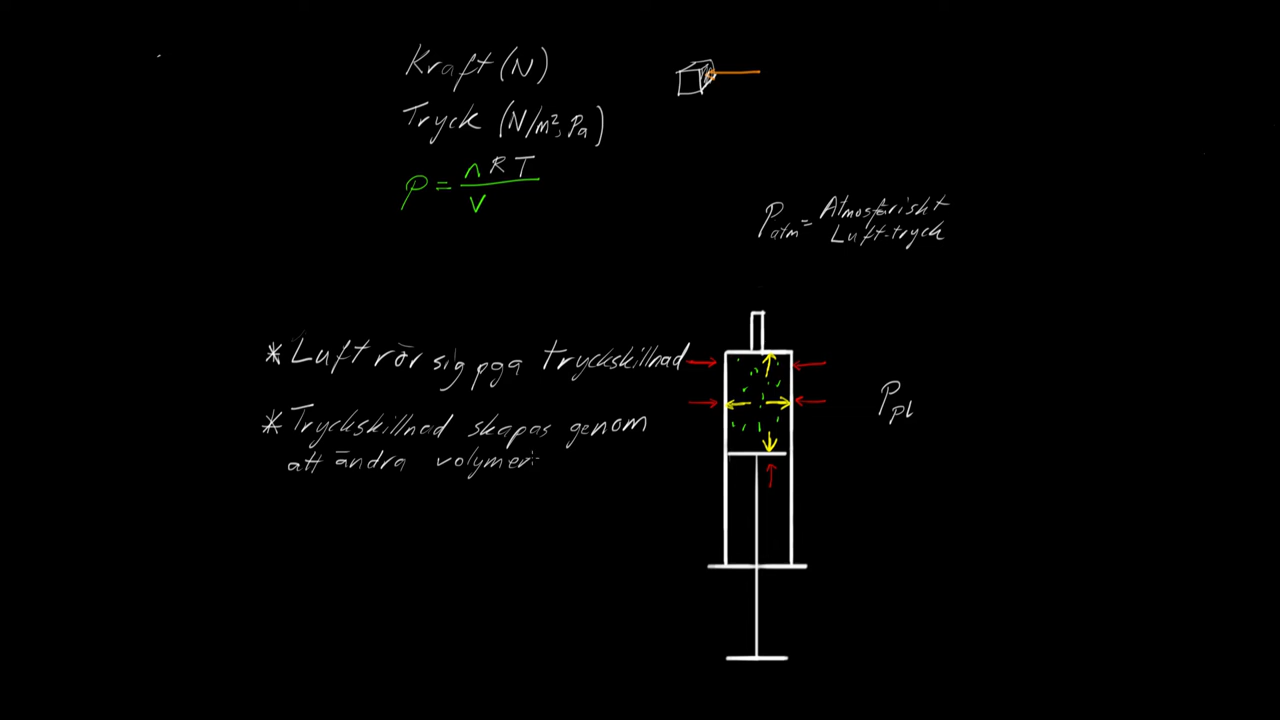 Kraft (N)
Tryck (N/m², Pa)
P = nRT / V
P_atm = Atmosfäriskt
Luft-tryck
* Luft rör sig pga tryckskillnad
* Tryckskillnad skapas genom
att ändra volymen
P_pl